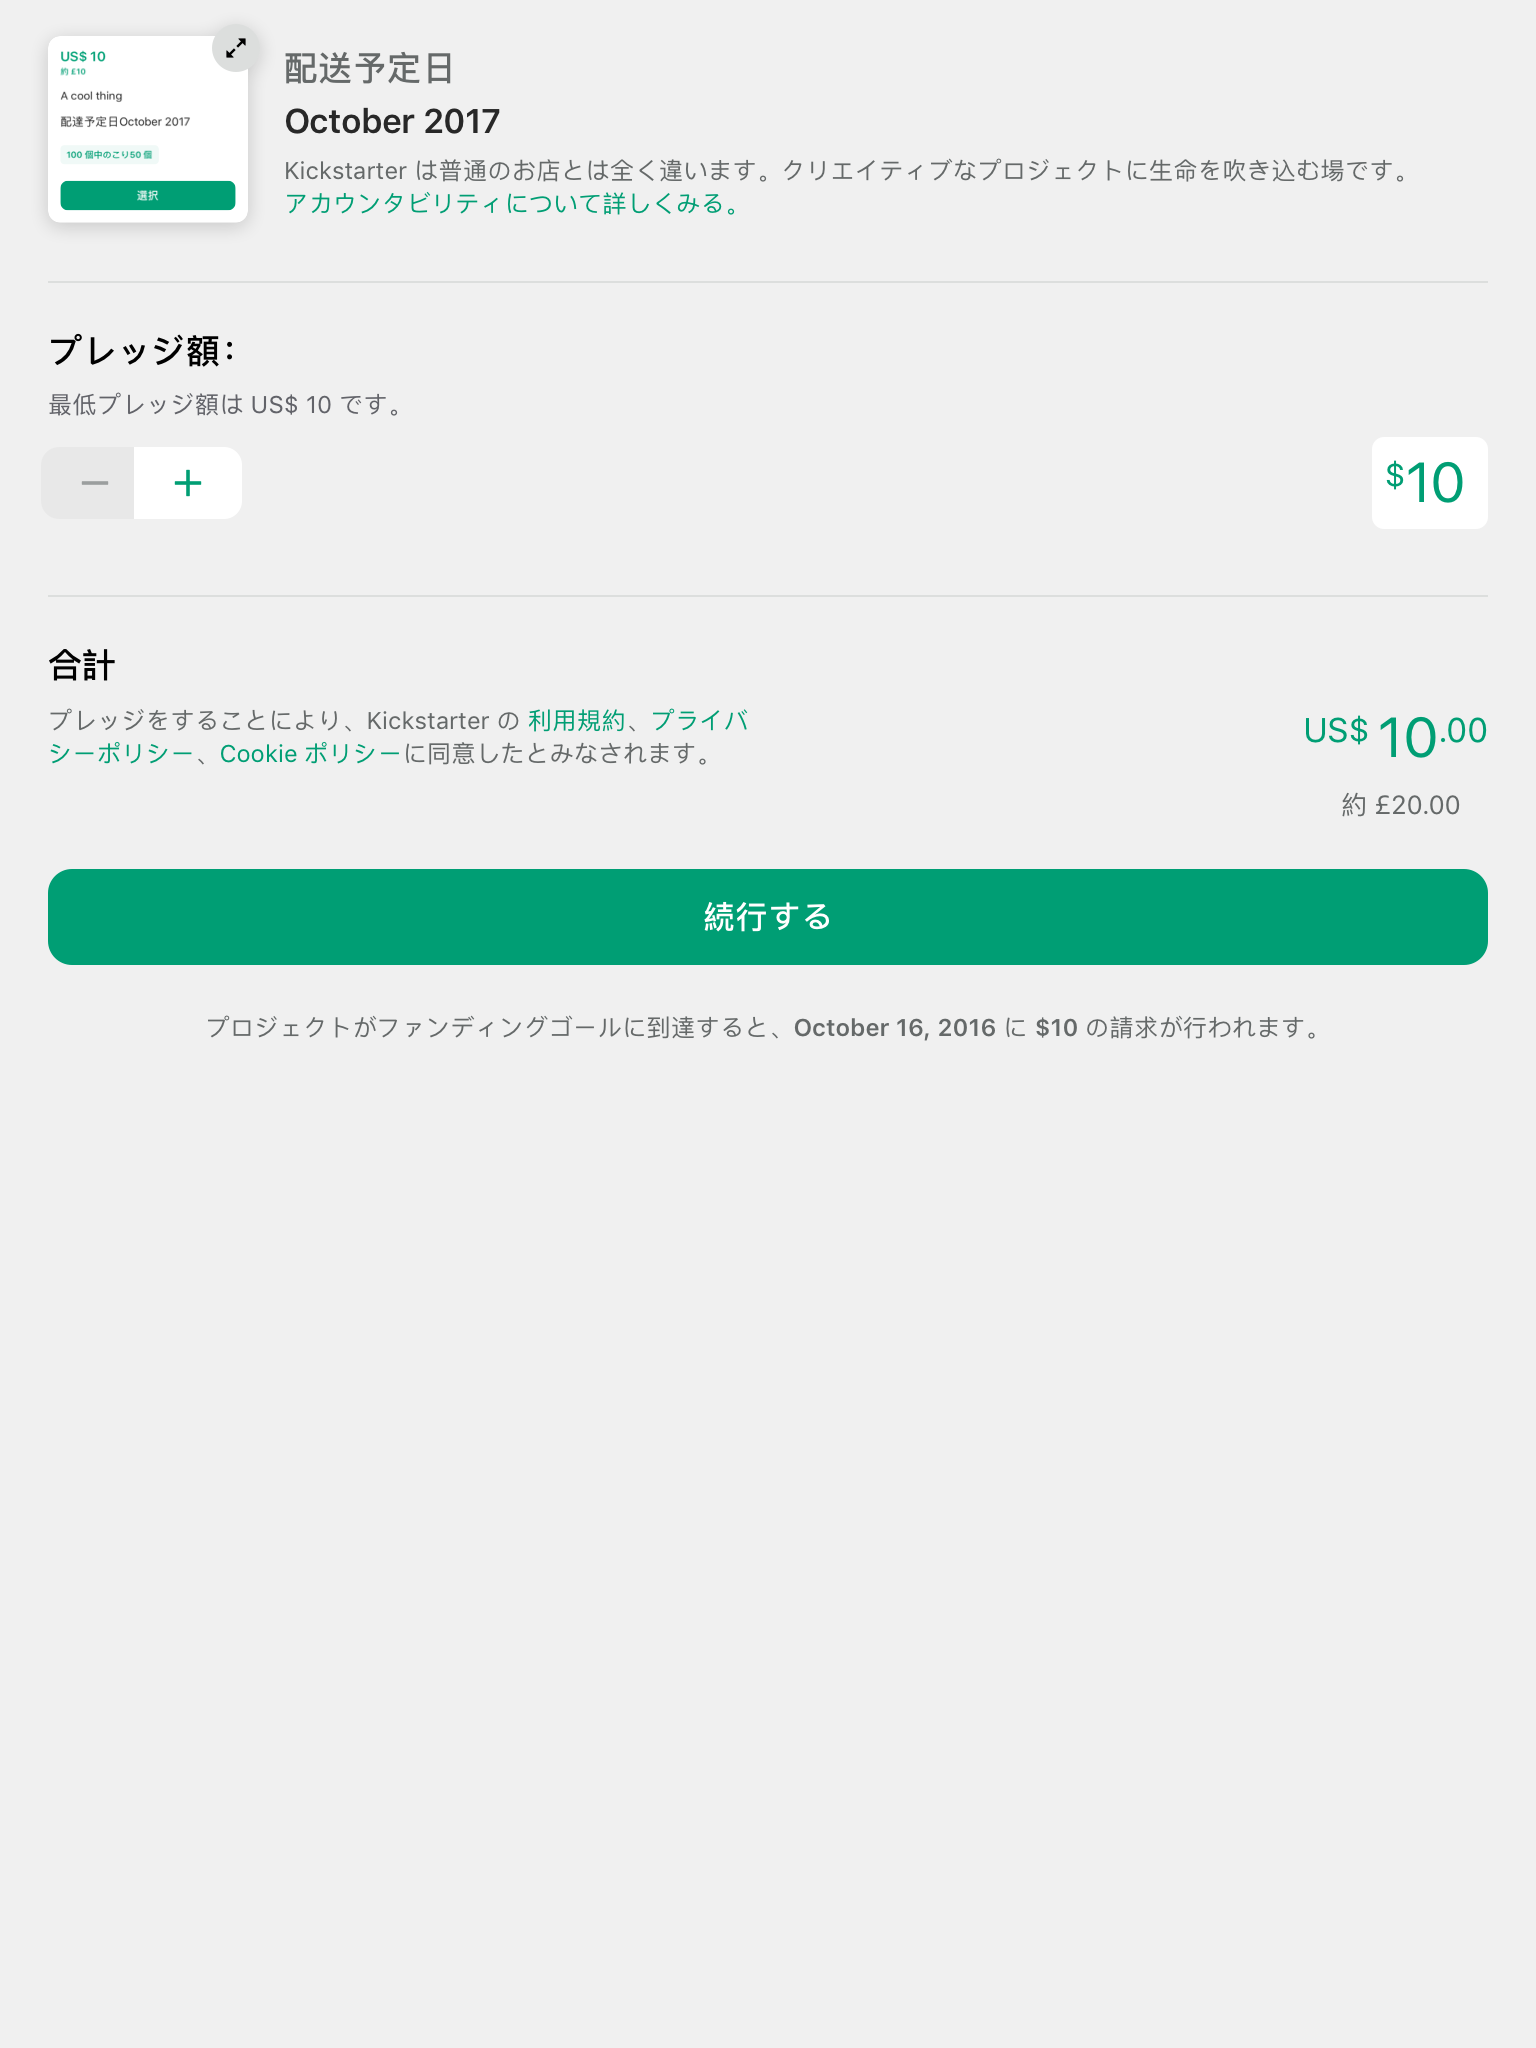 US$ 10
約 £10
A cool thing
配達予定日October 2017
100 個中のこり50 個
選択
配送予定日
October 2017
Kickstarter は普通のお店とは全く違います。クリエイティブなプロジェクトに生命を吹き込む場です。
アカウンタビリティについて詳しくみる。
プレッジ額：
最低プレッジ額は US$ 10 です。
$10
合計
プレッジをすることにより、Kickstarter の 利用規約、プライバ
シーポリシー、Cookie ポリシーに同意したとみなされます。
US$ 10.00
約 £20.00
続行する
プロジェクトがファンディングゴールに到達すると、October 16, 2016 に $10 の請求が行われます。